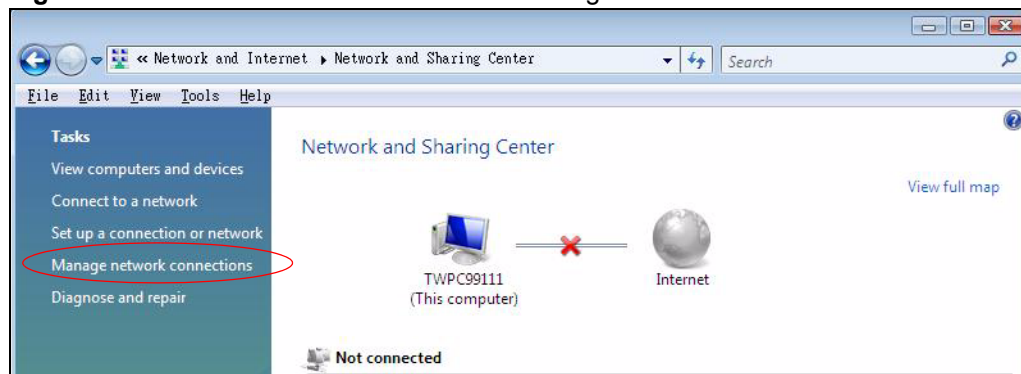 « Network and Internet ▸ Network and Sharing Center
Search
File Edit View Tools Help
Tasks
View computers and devices
Connect to a network
Set up a connection or network
Manage network connections
Diagnose and repair
Network and Sharing Center
View full map
TWPC99111
(This computer)
Internet
Not connected